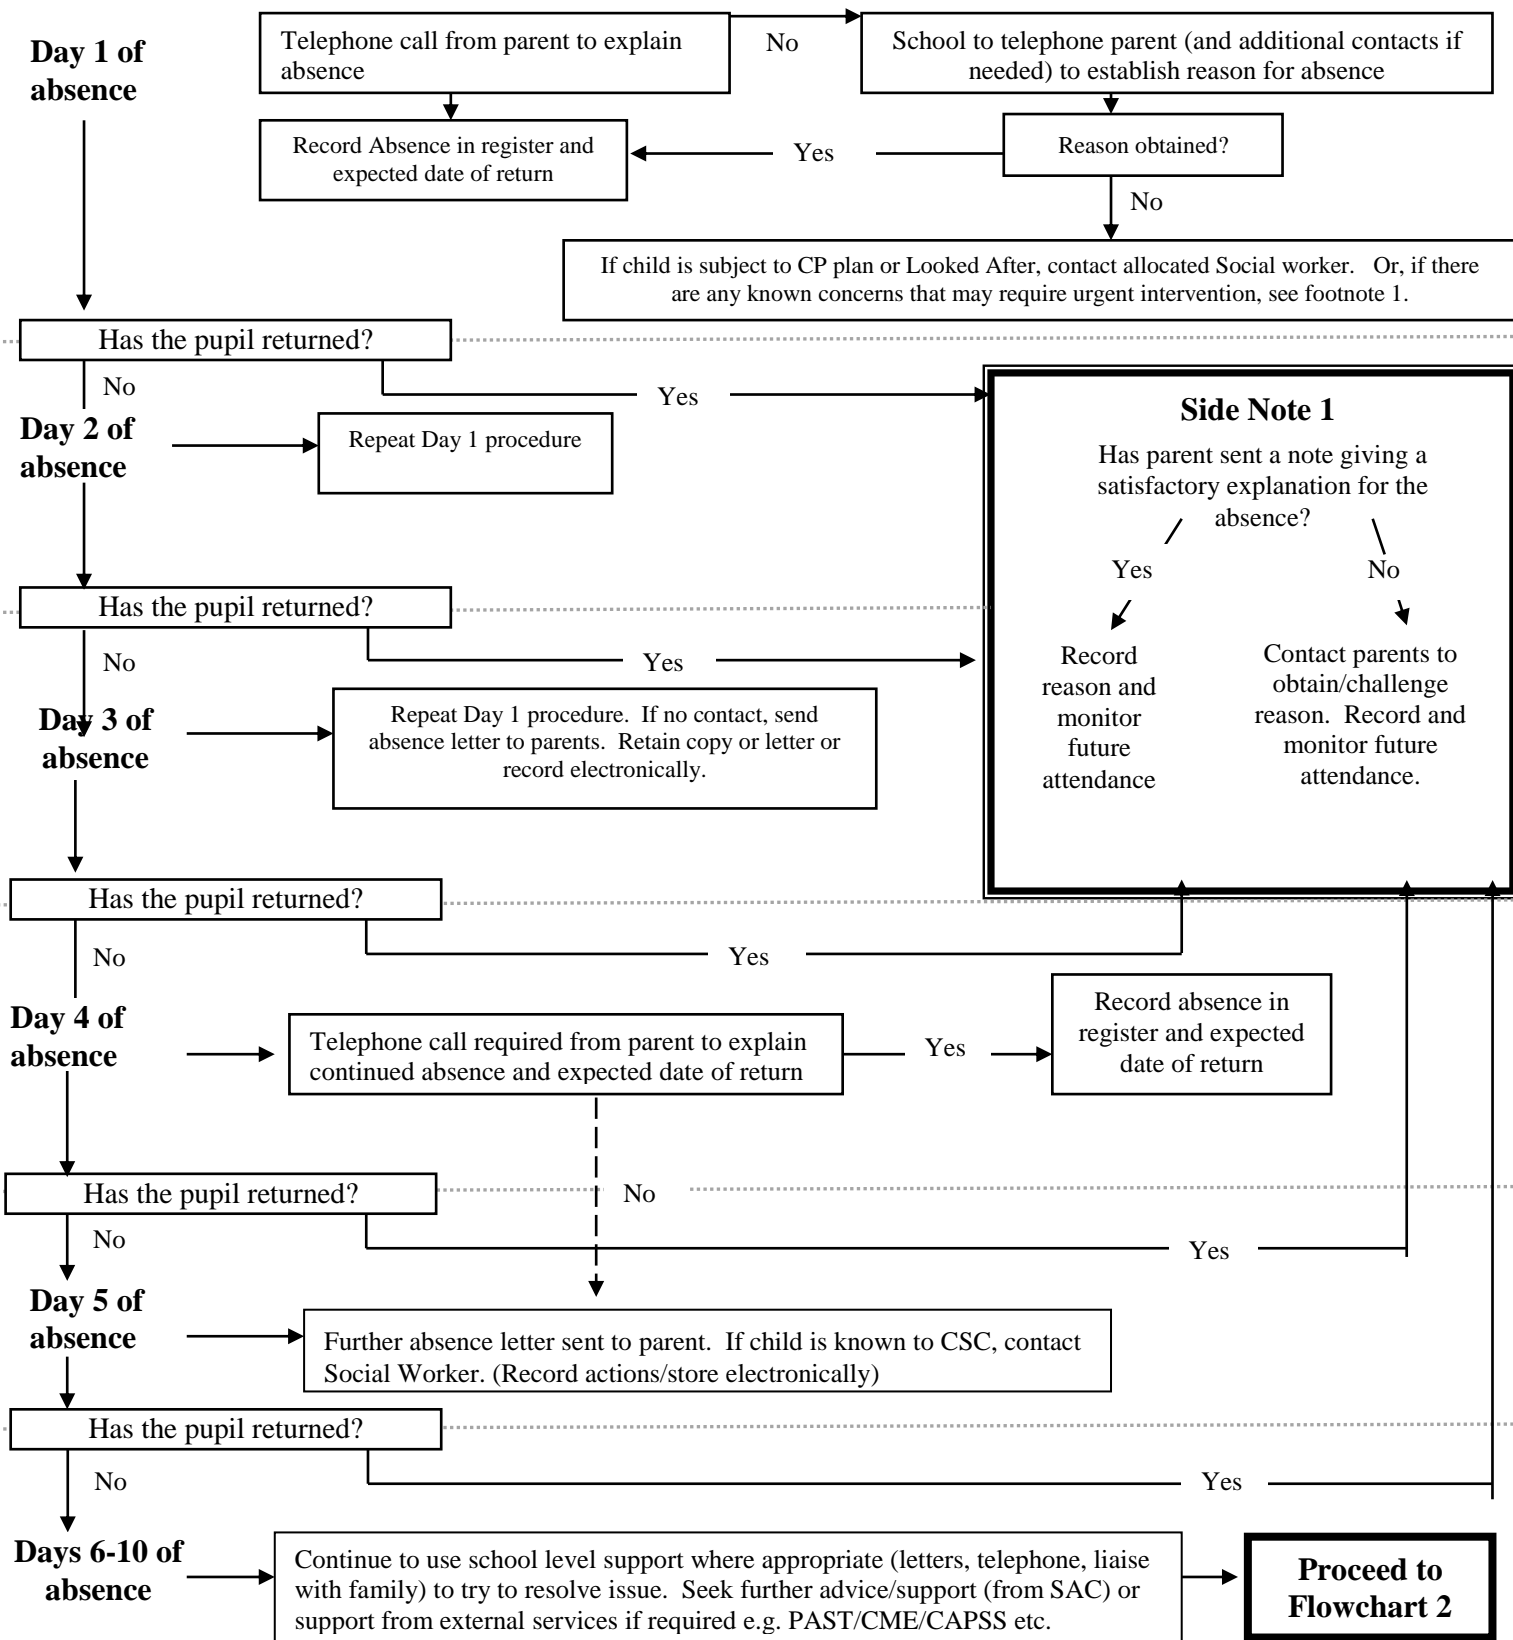 Day 1 of
absence
Telephone call from parent to explain
absence
No
School to telephone parent (and additional contacts if
needed) to establish reason for absence
Record Absence in register and
expected date of return
Yes
Reason obtained?
No
If child is subject to CP plan or Looked After, contact allocated Social worker.   Or, if there
are any known concerns that may require urgent intervention, see footnote 1.
Has the pupil returned?
No
Yes
Day 2 of
absence
Repeat Day 1 procedure
Side Note 1
Has parent sent a note giving a
satisfactory explanation for the
absence?
Yes
No
Record
reason and
monitor
future
attendance
Contact parents to
obtain/challenge
reason.  Record and
monitor future
attendance.
Has the pupil returned?
No
Yes
Day 3 of
absence
Repeat Day 1 procedure.  If no contact, send
absence letter to parents.  Retain copy or letter or
record electronically.
Has the pupil returned?
No
Yes
Day 4 of
absence
Telephone call required from parent to explain
continued absence and expected date of return
Yes
Record absence in
register and expected
date of return
Has the pupil returned?
No
No
Yes
Day 5 of
absence
Further absence letter sent to parent.  If child is known to CSC, contact
Social Worker. (Record actions/store electronically)
Has the pupil returned?
No
Yes
Days 6-10 of
absence
Continue to use school level support where appropriate (letters, telephone, liaise
with family) to try to resolve issue.  Seek further advice/support (from SAC) or
support from external services if required e.g. PAST/CME/CAPSS etc.
Proceed to
Flowchart 2